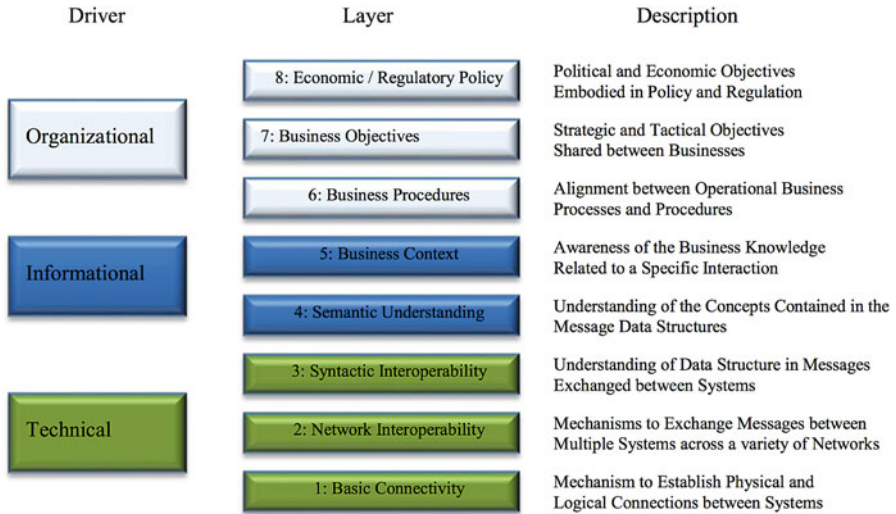 Driver
Layer
Description
8: Economic / Regulatory Policy
Political and Economic Objectives
Embodied in Policy and Regulation
Organizational
7: Business Objectives
Strategic and Tactical Objectives
Shared between Businesses
6: Business Procedures
Alignment between Operational Business
Processes and Procedures
Informational
5: Business Context
Awareness of the Business Knowledge
Related to a Specific Interaction
4: Semantic Understanding
Understanding of the Concepts Contained in the
Message Data Structures
3: Syntactic Interoperability
Understanding of Data Structure in Messages
Exchanged between Systems
Technical
2: Network Interoperability
Mechanisms to Exchange Messages between
Multiple Systems across a variety of Networks
1: Basic Connectivity
Mechanism to Establish Physical and
Logical Connections between Systems